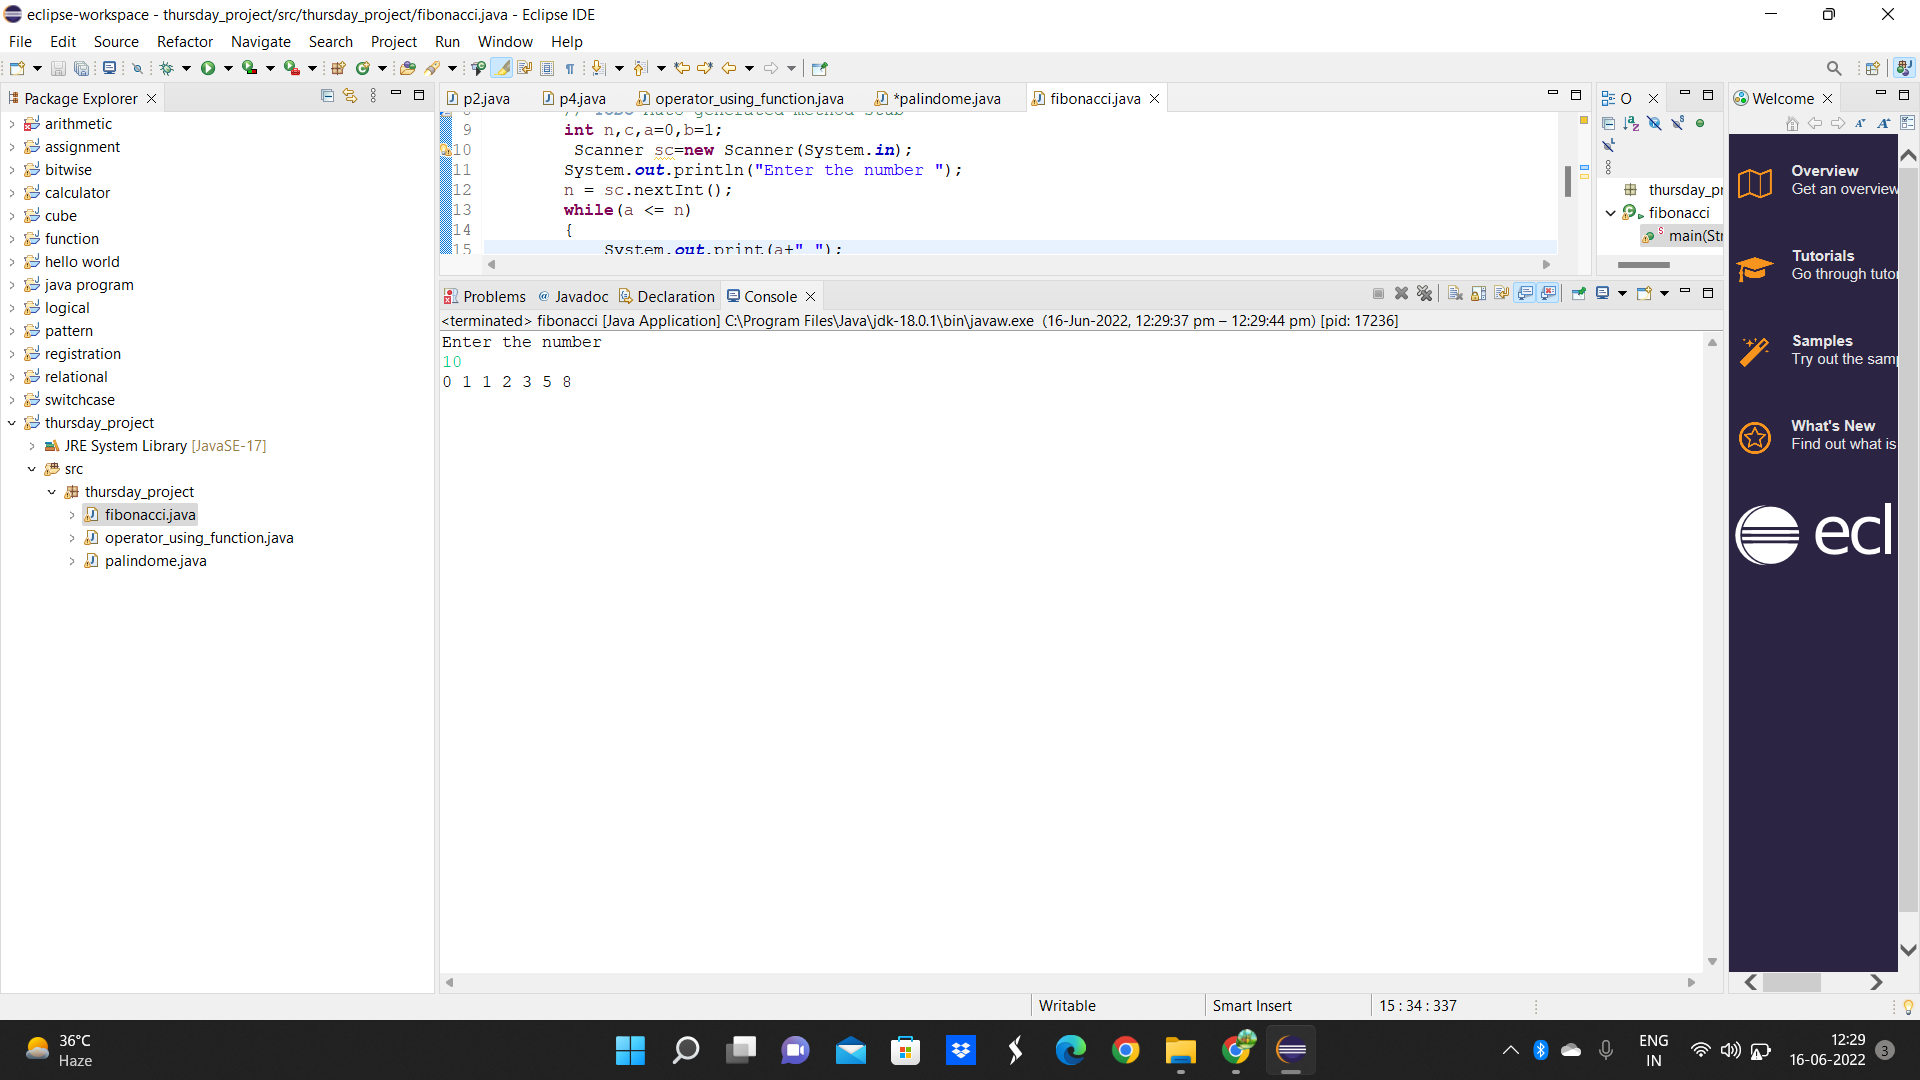 eclipse-workspace - thursday_project/src/thursday_project/fibonacci.java - Eclipse IDE
File Edit Source Refactor Navigate Search Project Run Window Help
Package Explorer
arithmetic
assignment
bitwise
calculator
cube
function
hello world
java program
logical
pattern
registration
relational
switchcase
thursday_project
JRE System Library [JavaSE-17]
src
thursday_project
fibonacci.java
operator_using_function.java
palindome.java
p2.java p4.java operator_using_function.java *palindome.java fibonacci.java
8 // TODO Auto-generated method stub
9 int n,c,a=0,b=1;
10 Scanner sc=new Scanner(System.in);
11 System.out.println("Enter the number ");
12 n = sc.nextInt();
13 while(a <= n)
14 {
15 System.out.print(a+" ");
Problems @ Javadoc Declaration Console
<terminated> fibonacci [Java Application] C:\Program Files\Java\jdk-18.0.1\bin\javaw.exe (16-Jun-2022, 12:29:37 pm – 12:29:44 pm) [pid: 17236]
Enter the number
10
0 1 1 2 3 5 8
O
thursday_pr
fibonacci
main(Str
Welcome
Overview
Get an overview
Tutorials
Go through tutor
Samples
Try out the samp
What's New
Find out what is
ecl
Writable Smart Insert 15 : 34 : 337
36°C
Haze
ENG
IN
12:29
16-06-2022
3